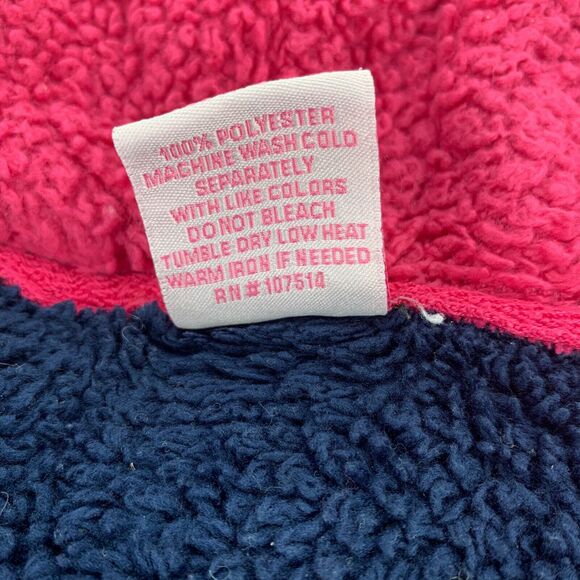 100% POLYESTER
MACHINE WASH COLD
SEPARATELY
WITH LIKE COLORS
DO NOT BLEACH
TUMBLE DRY LOW HEAT
WARM IRON IF NEEDED
RN # 107514